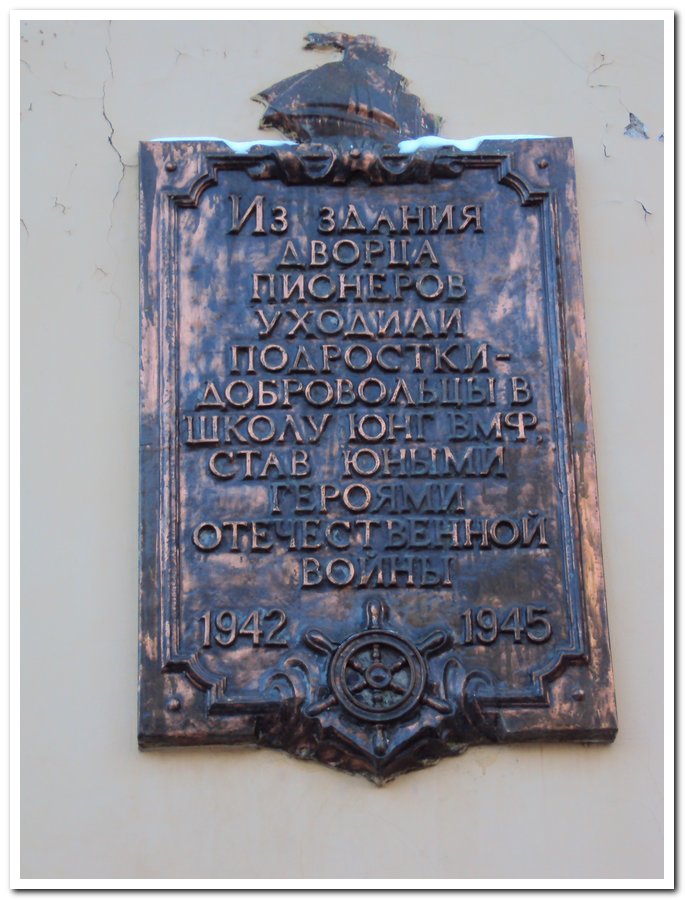 Из здания
дворца
пионеров
уходили
подростки-
добровольцы в
школу юнг ВМФ,
став юными
героями
Отечественной
войны
1942 1945